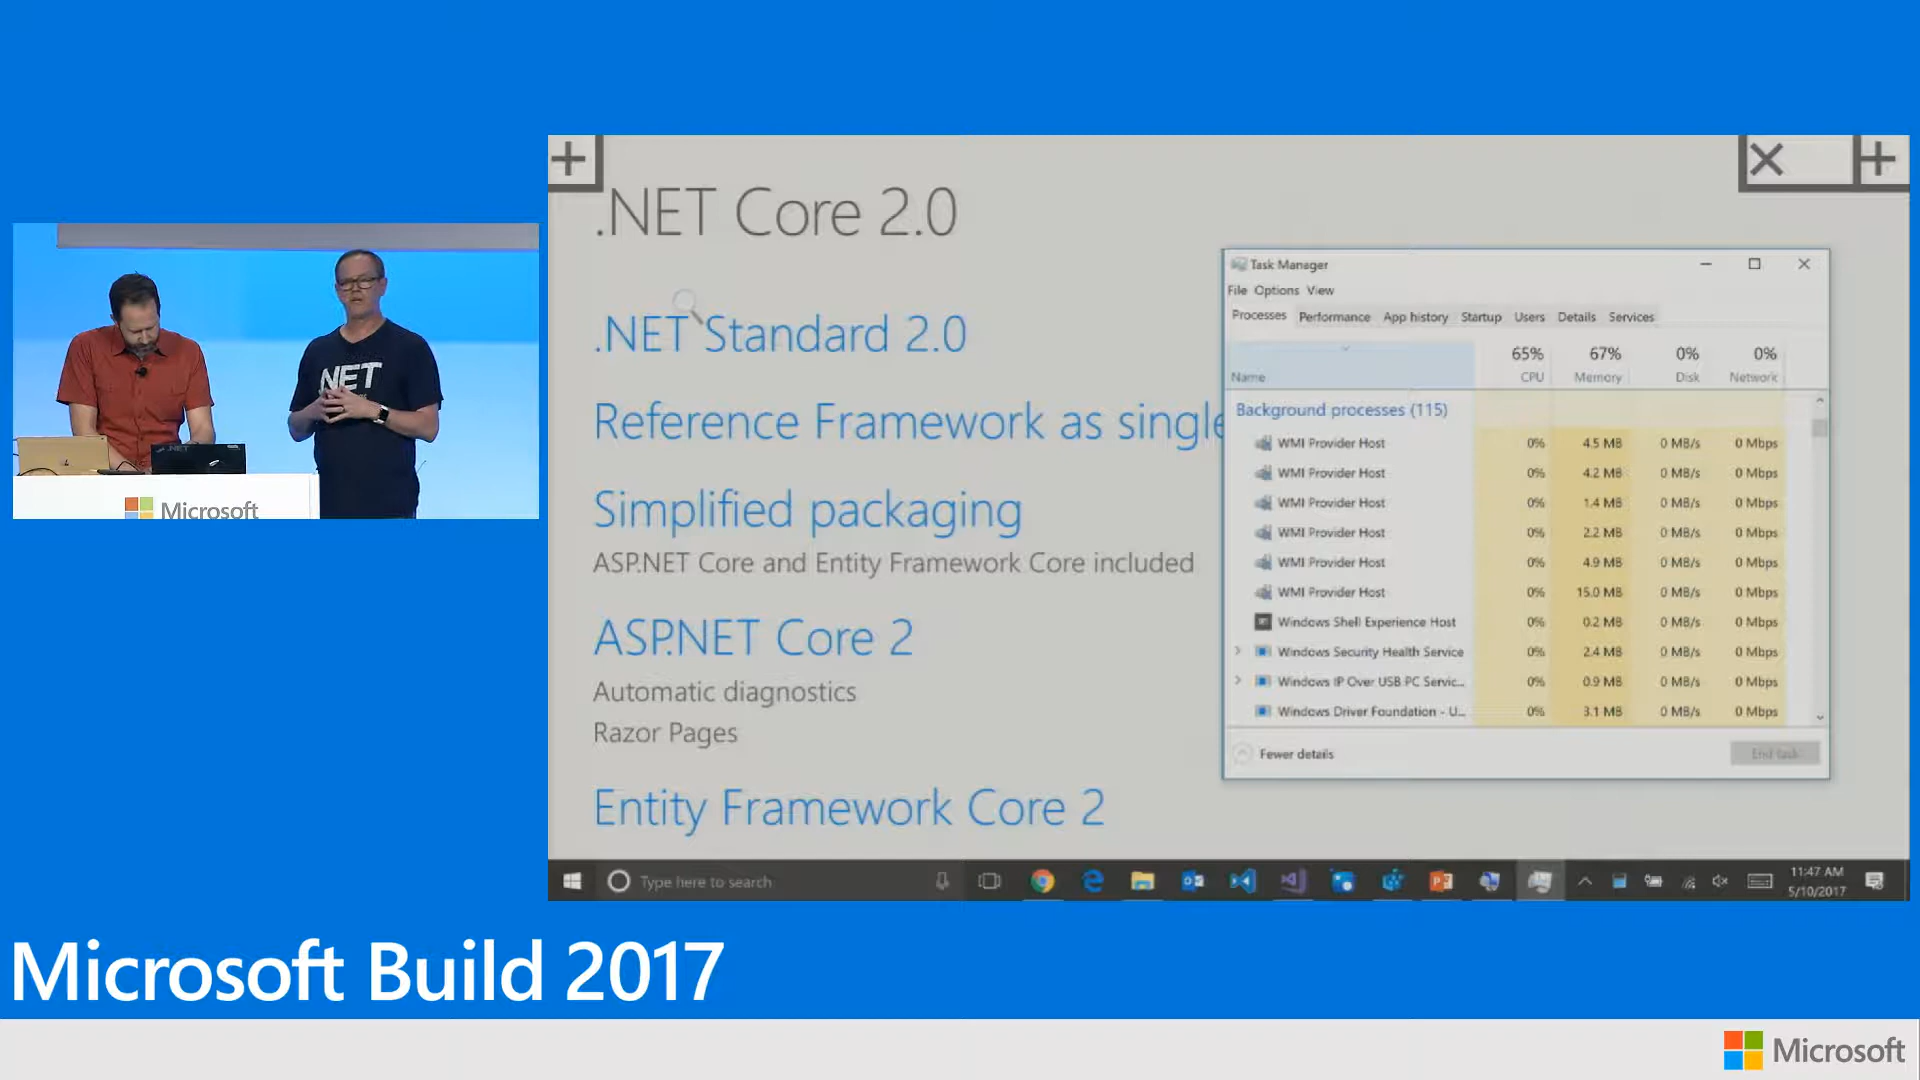 .NET Core 2.0
.NET Standard 2.0
Reference Framework as single
Simplified packaging
ASP.NET Core and Entity Framework Core included
ASP.NET Core 2
Automatic diagnostics
Razor Pages
Entity Framework Core 2
Task Manager
File Options View
Processes Performance App history Startup Users Details Services
65% 67% 0% 0%
Name CPU Memory Disk Network
Background processes (115)
WMI Provider Host 0% 4.5 MB 0 MB/s 0 Mbps
WMI Provider Host 0% 4.2 MB 0 MB/s 0 Mbps
WMI Provider Host 0% 1.4 MB 0 MB/s 0 Mbps
WMI Provider Host 0% 2.2 MB 0 MB/s 0 Mbps
WMI Provider Host 0% 4.9 MB 0 MB/s 0 Mbps
WMI Provider Host 0% 15.0 MB 0 MB/s 0 Mbps
Windows Shell Experience Host 0% 0.2 MB 0 MB/s 0 Mbps
Windows Security Health Service 0% 2.4 MB 0 MB/s 0 Mbps
Windows IP Over USB PC Servic... 0% 0.9 MB 0 MB/s 0 Mbps
Windows Driver Foundation - U... 0% 3.1 MB 0 MB/s 0 Mbps
Fewer details End task
Type here to search
11:47 AM
5/10/2017
.NET
.NET
Microsoft
Microsoft Build 2017
Microsoft